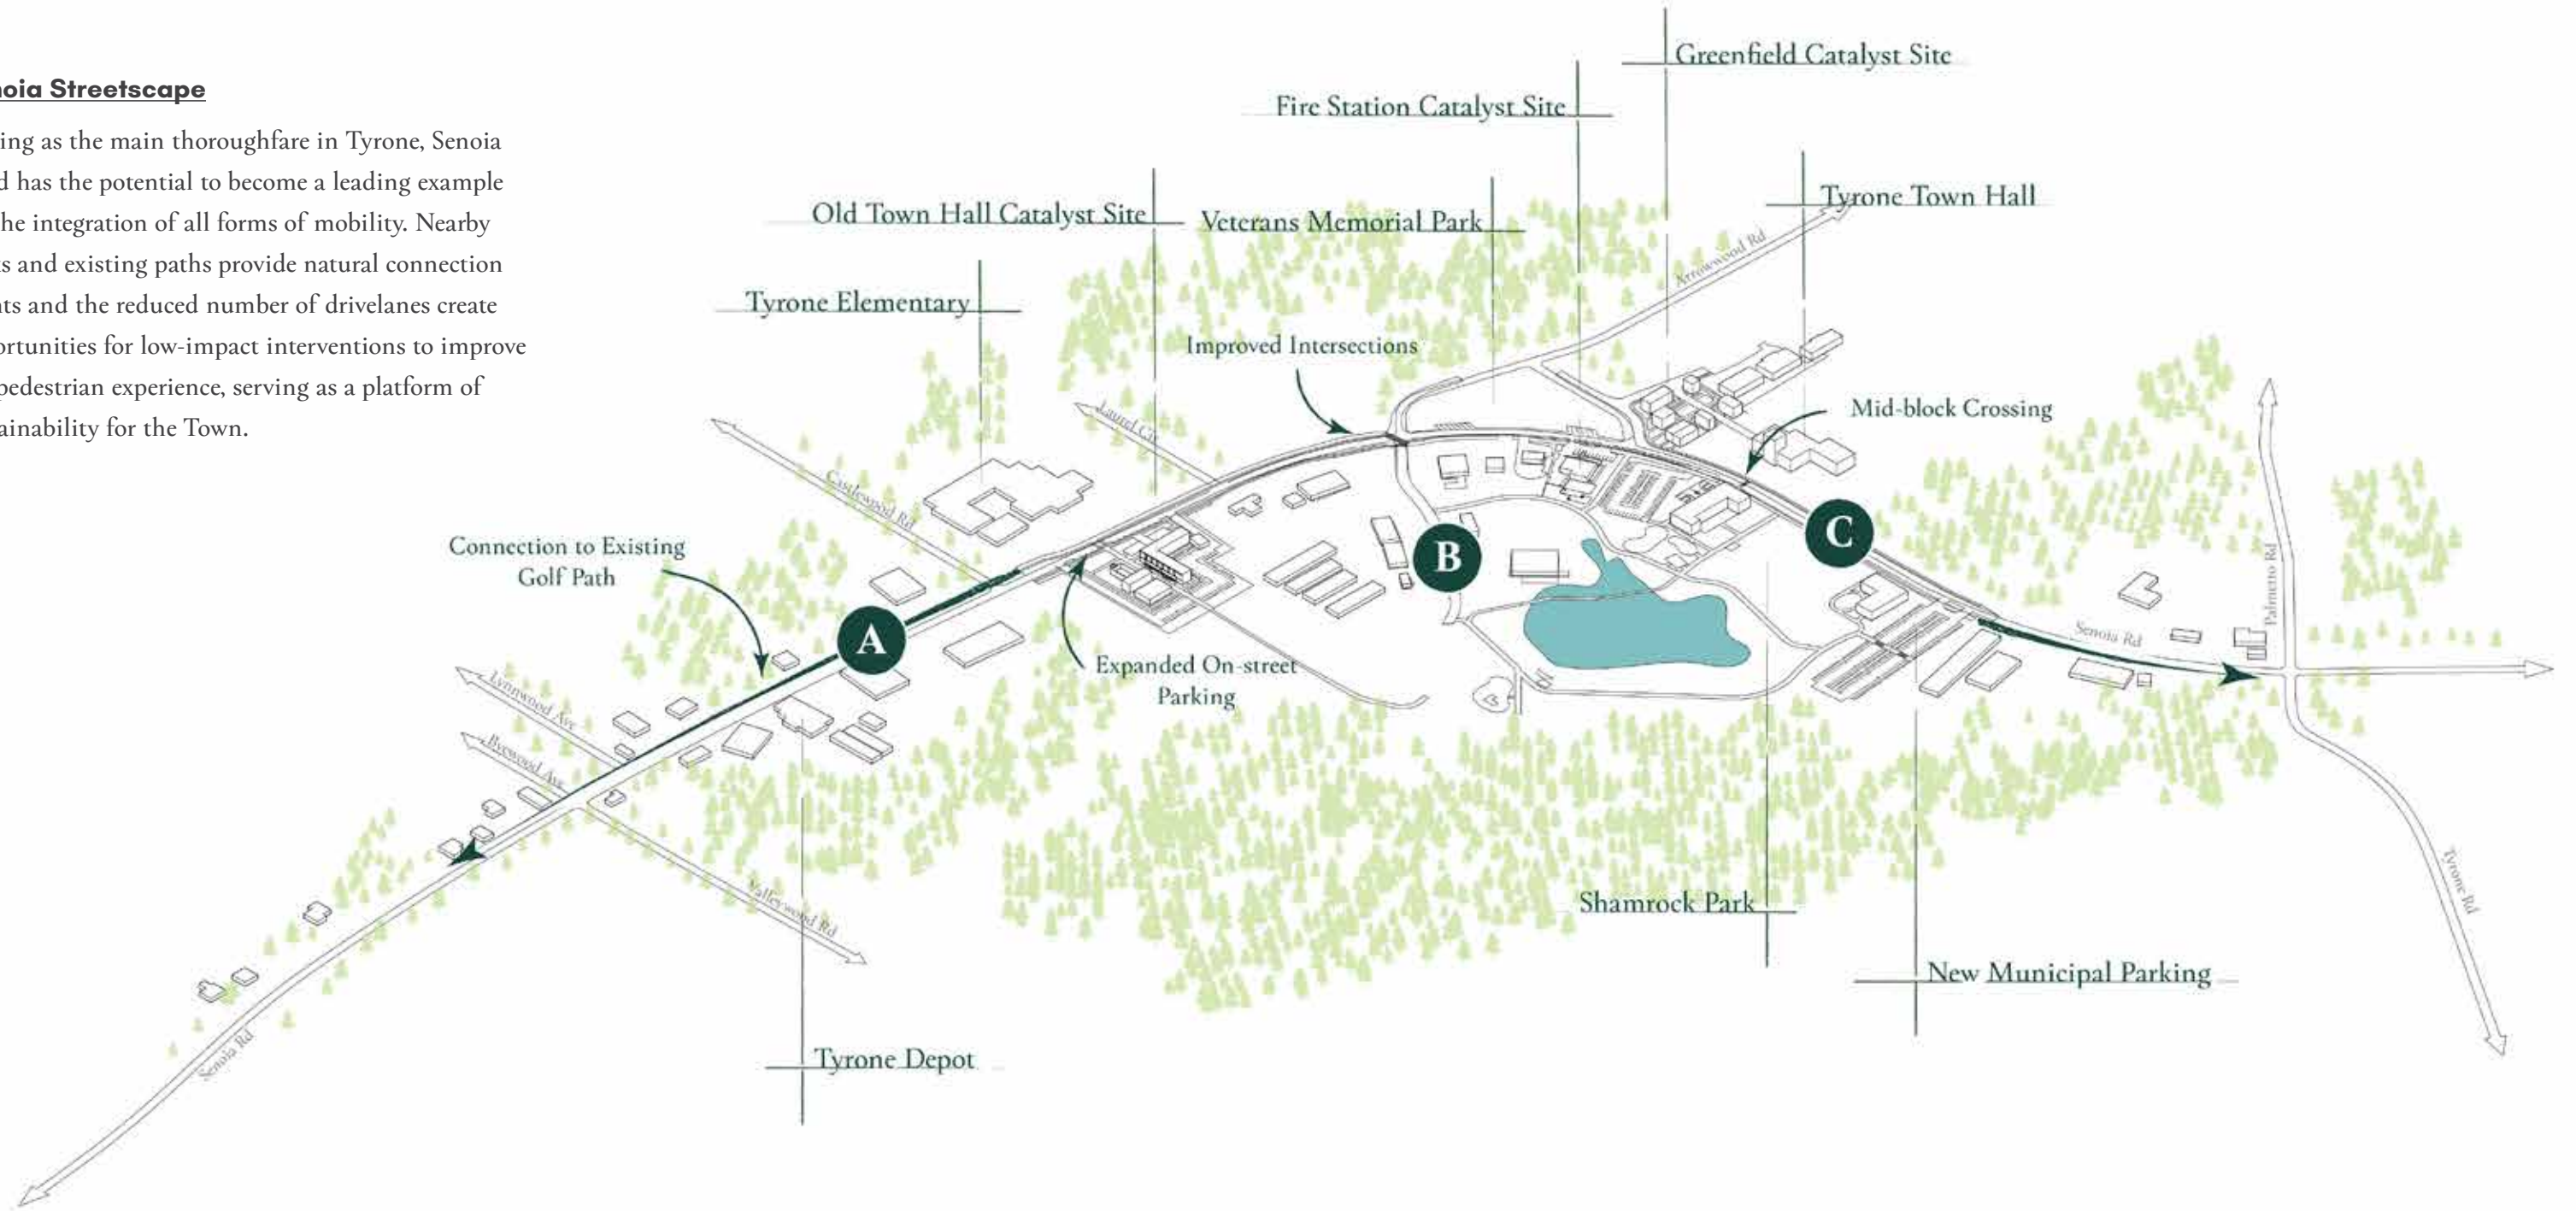 noia Streetscape
ing as the main thoroughfare in Tyrone, Senoia
d has the potential to become a leading example
he integration of all forms of mobility. Nearby
s and existing paths provide natural connection
nts and the reduced number of drivelanes create
ortunities for low-impact interventions to improve
pedestrian experience, serving as a platform of
ainability for the Town.
Greenfield Catalyst Site
Fire Station Catalyst Site
Tyrone Town Hall
Old Town Hall Catalyst Site
Veterans Memorial Park
Arrowwood Rd
Tyrone Elementary
Improved Intersections
Mid-block Crossing
Laurel Cir
Castlewood Rd
Connection to Existing
Golf Path
A
B
C
Expanded On-street
Parking
Palmetto Rd
Senoia Rd
Lynnwood Ave
Byewood Ave
Valleywood Rd
Shamrock Park
Tyrone Rd
New Municipal Parking
Senoia Rd
Tyrone Depot